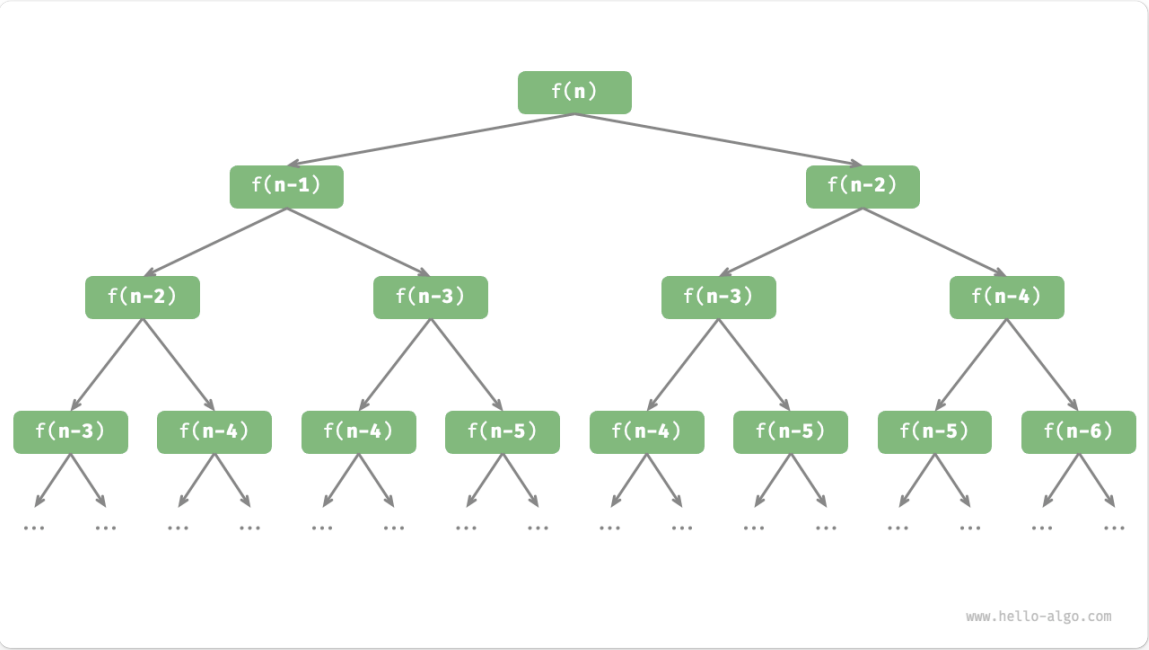 f(n)
f(n-1) f(n-2)
f(n-2) f(n-3) f(n-3) f(n-4)
f(n-3) f(n-4) f(n-4) f(n-5) f(n-4) f(n-5) f(n-5) f(n-6)
... ... ... ... ... ... ... ... ... ... ... ... ... ... ... ...
www.hello-algo.com